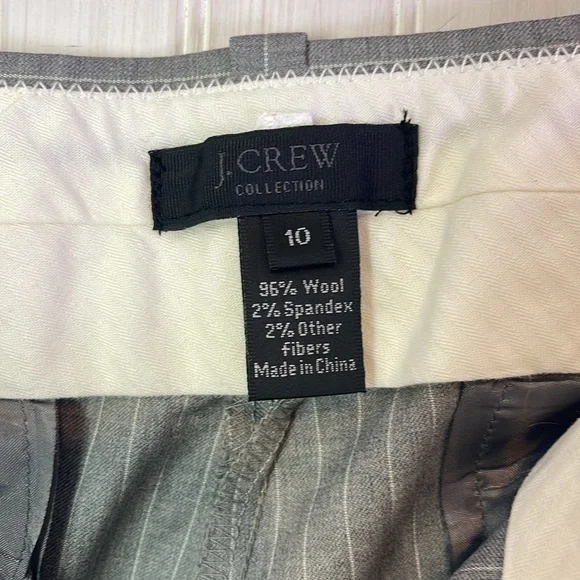 J.CREW
COLLECTION
10
96% Wool
2% Spandex
2% Other
fibers
Made in China